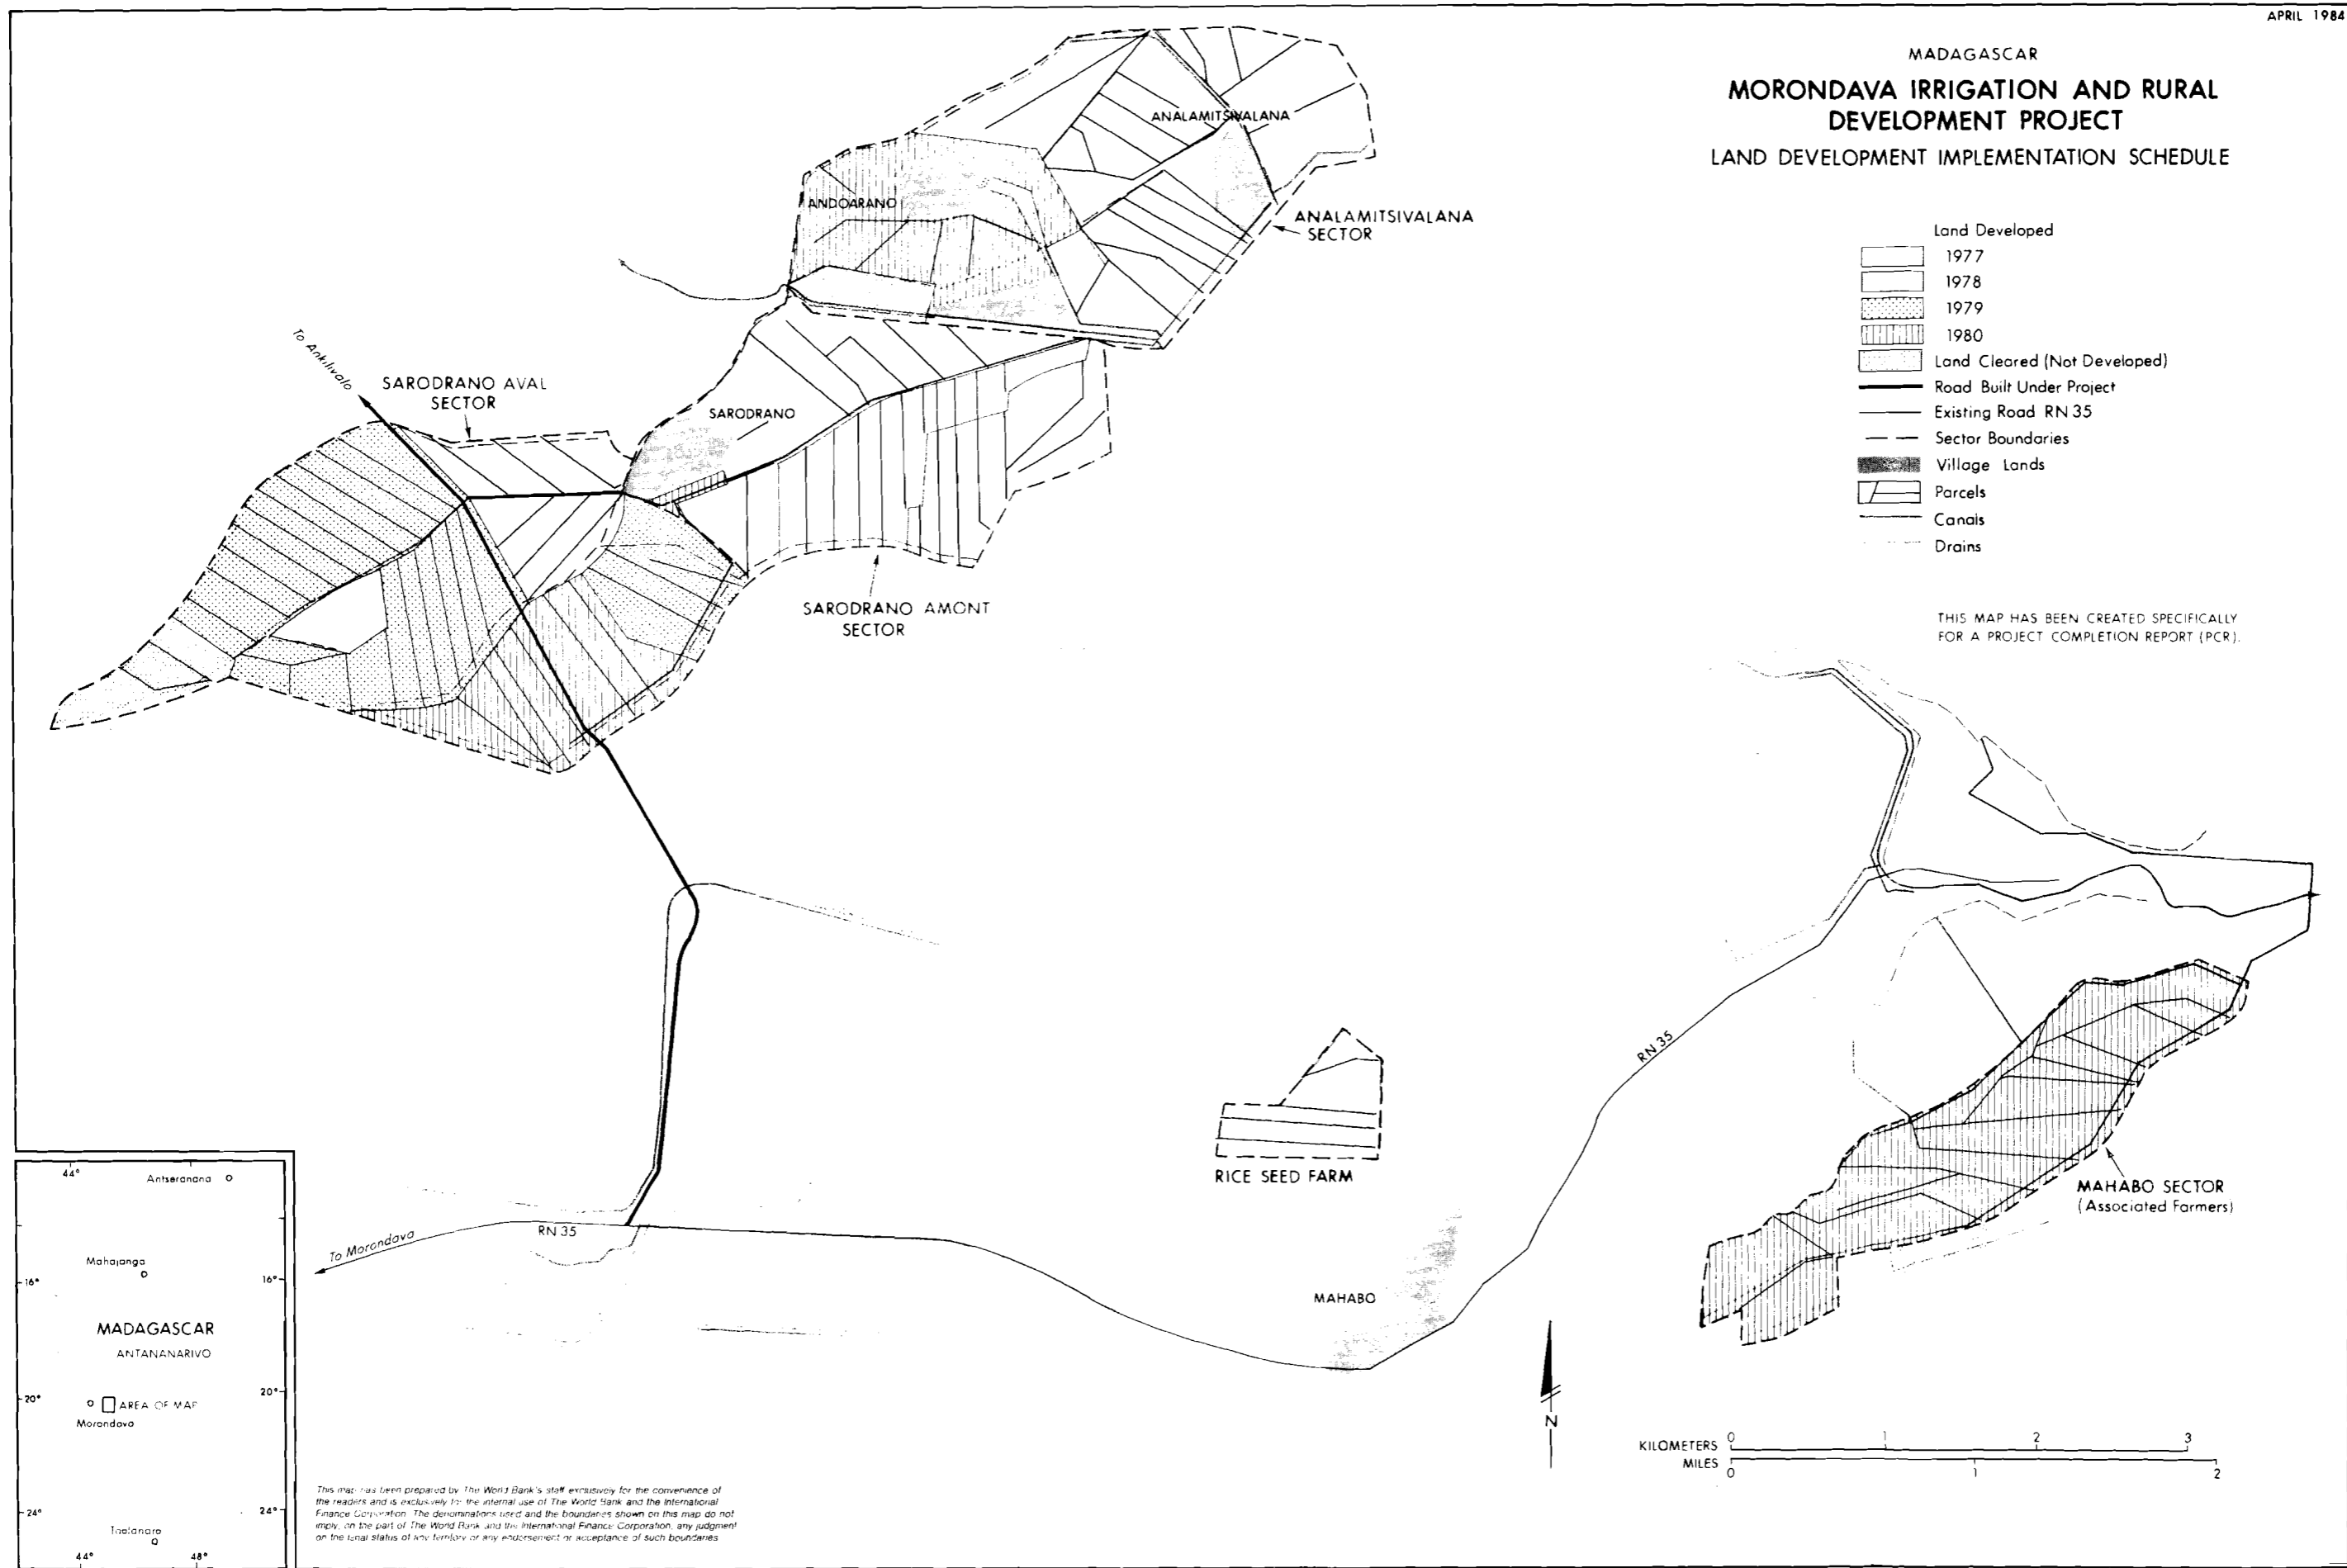 APRIL 1984
MADAGASCAR
MORONDAVA IRRIGATION AND RURAL
DEVELOPMENT PROJECT
LAND DEVELOPMENT IMPLEMENTATION SCHEDULE
Land Developed
1977
1978
1979
1980
Land Cleared (Not Developed)
Road Built Under Project
Existing Road RN 35
Sector Boundaries
Village Lands
Parcels
Canals
Drains
THIS MAP HAS BEEN CREATED SPECIFICALLY
FOR A PROJECT COMPLETION REPORT (PCR).
ANALAMITSIVALANA
ANDOARANO
ANALAMITSIVALANA
SECTOR
To Ankilivalo
SARODRANO AVAL
SECTOR
SARODRANO
SARODRANO AMONT
SECTOR
RN 35
RICE SEED FARM
MAHABO SECTOR
(Associated Farmers)
RN 35
To Morondava
MAHABO
N
KILOMETERS 0 1 2 3
MILES 0 1 2
44°
Antseranana
Mahajanga
16° 16°
MADAGASCAR
ANTANANARIVO
20° 20°
AREA OF MAP
Morondava
24° 24°
Taolanaro
44° 48°
This map has been prepared by The World Bank's staff exclusively for the convenience of
the readers and is exclusively for the internal use of The World Bank and the International
Finance Corporation. The denominations used and the boundaries shown on this map do not
imply, on the part of The World Bank and the International Finance Corporation, any judgment
on the legal status of any territory or any endorsement or acceptance of such boundaries